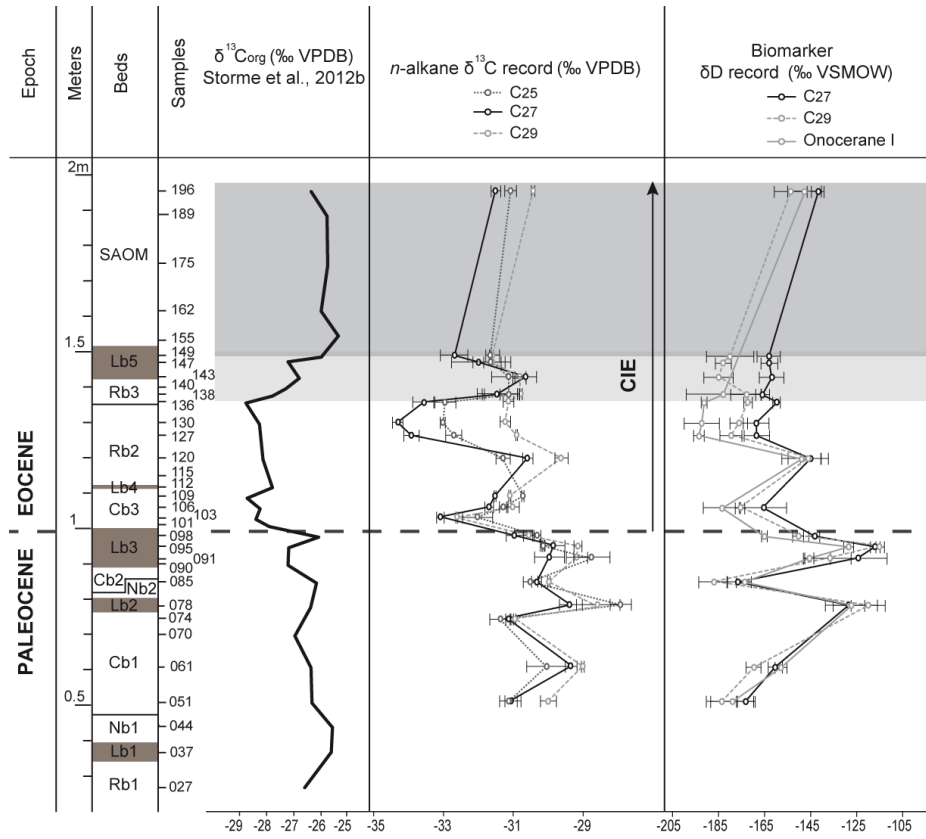 Epoch
Meters
Beds
Samples
δ13Corg (‰ VPDB)
Storme et al., 2012b
n-alkane δ13C record (‰ VPDB)
C25
C27
C29
Biomarker
δD record (‰ VSMOW)
C27
C29
Onocerane I
2m
1.5
1
0.5
EOCENE
PALEOCENE
SAOM
Lb5
Rb3
Rb2
Lb4
Cb3
Lb3
Cb2
Nb2
Lb2
Cb1
Nb1
Lb1
Rb1
196
189
175
162
155
149
147
143
140
138
136
130
127
120
115
112
109
106
103
101
098
095
091
090
085
078
074
070
061
051
044
037
027
CIE
-29 -28 -27 -26 -25
-35 -33 -31 -29 -27
-205 -185 -165 -145 -125 -105